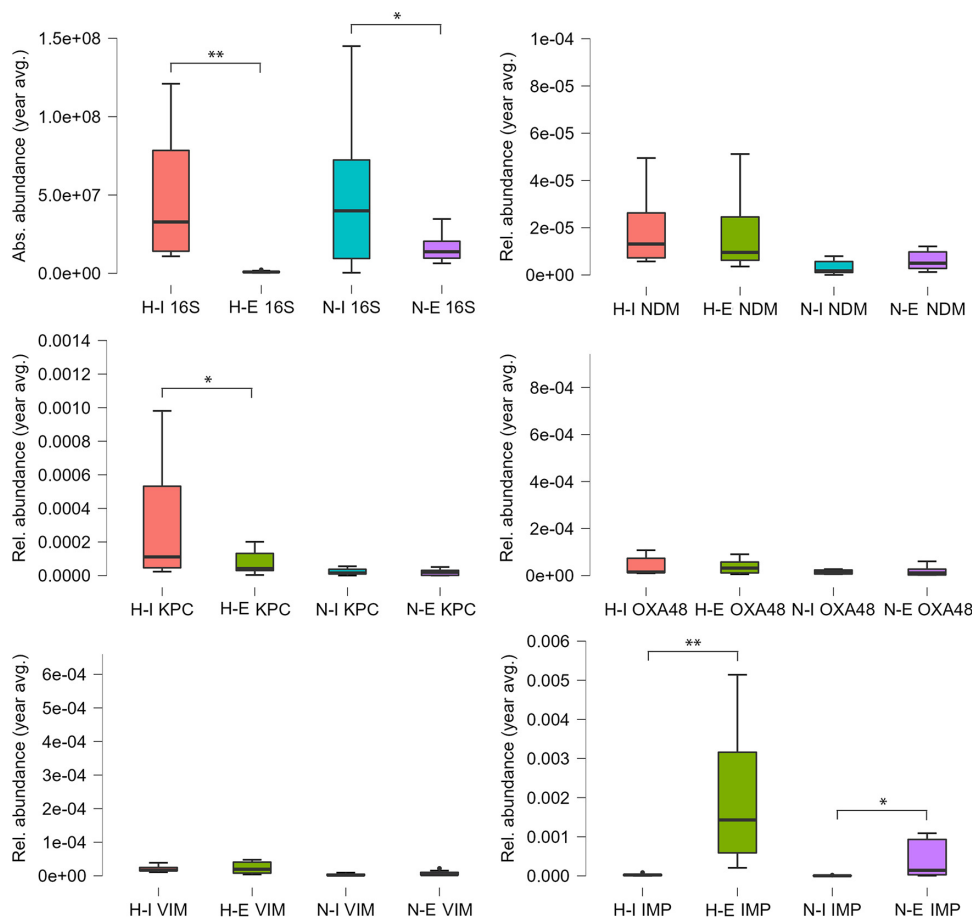 Abs. abundance (year avg.)
1.5e+08
1.0e+08
5.0e+07
0.0e+00
**
*
H-I 16S H-E 16S N-I 16S N-E 16S
Rel. abundance (year avg.)
1e-04
8e-05
6e-05
4e-05
2e-05
0e+00
H-I NDM H-E NDM N-I NDM N-E NDM
Rel. abundance (year avg.)
0.0014
0.0012
0.0010
0.0008
0.0006
0.0004
0.0002
0.0000
*
H-I KPC H-E KPC N-I KPC N-E KPC
Rel. abundance (year avg.)
8e-04
6e-04
4e-04
2e-04
0e+00
H-I OXA48 H-E OXA48 N-I OXA48 N-E OXA48
Rel. abundance (year avg.)
6e-04
5e-04
4e-04
3e-04
2e-04
1e-04
0e+00
H-I VIM H-E VIM N-I VIM N-E VIM
Rel. abundance (year avg.)
0.006
0.005
0.004
0.003
0.002
0.001
0.000
**
*
H-I IMP H-E IMP N-I IMP N-E IMP